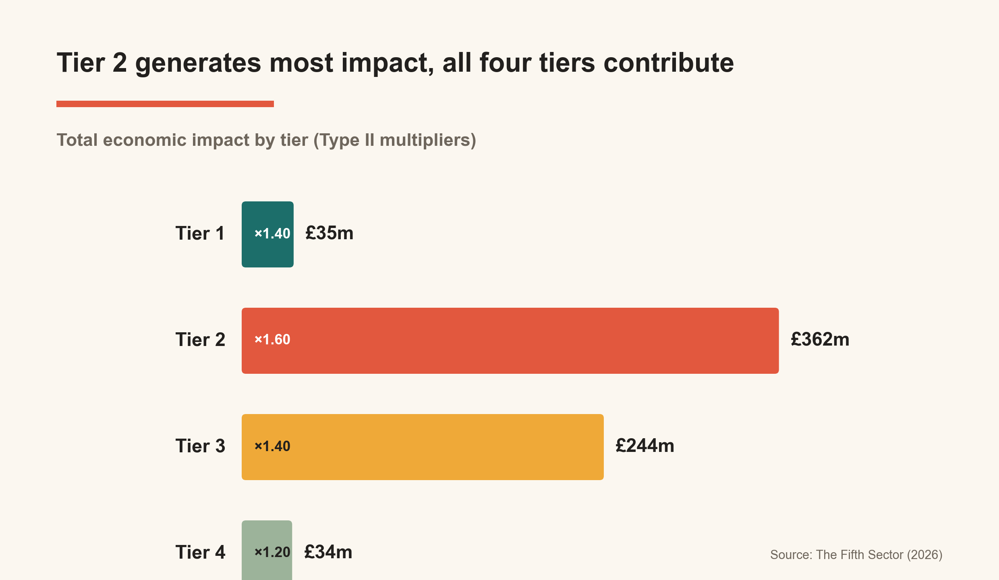 Tier 2 generates most impact, all four tiers contribute
Total economic impact by tier (Type II multipliers)
Tier 1 ×1.40 £35m
Tier 2 ×1.60 £362m
Tier 3 ×1.40 £244m
Tier 4 ×1.20 £34m
Source: The Fifth Sector (2026)